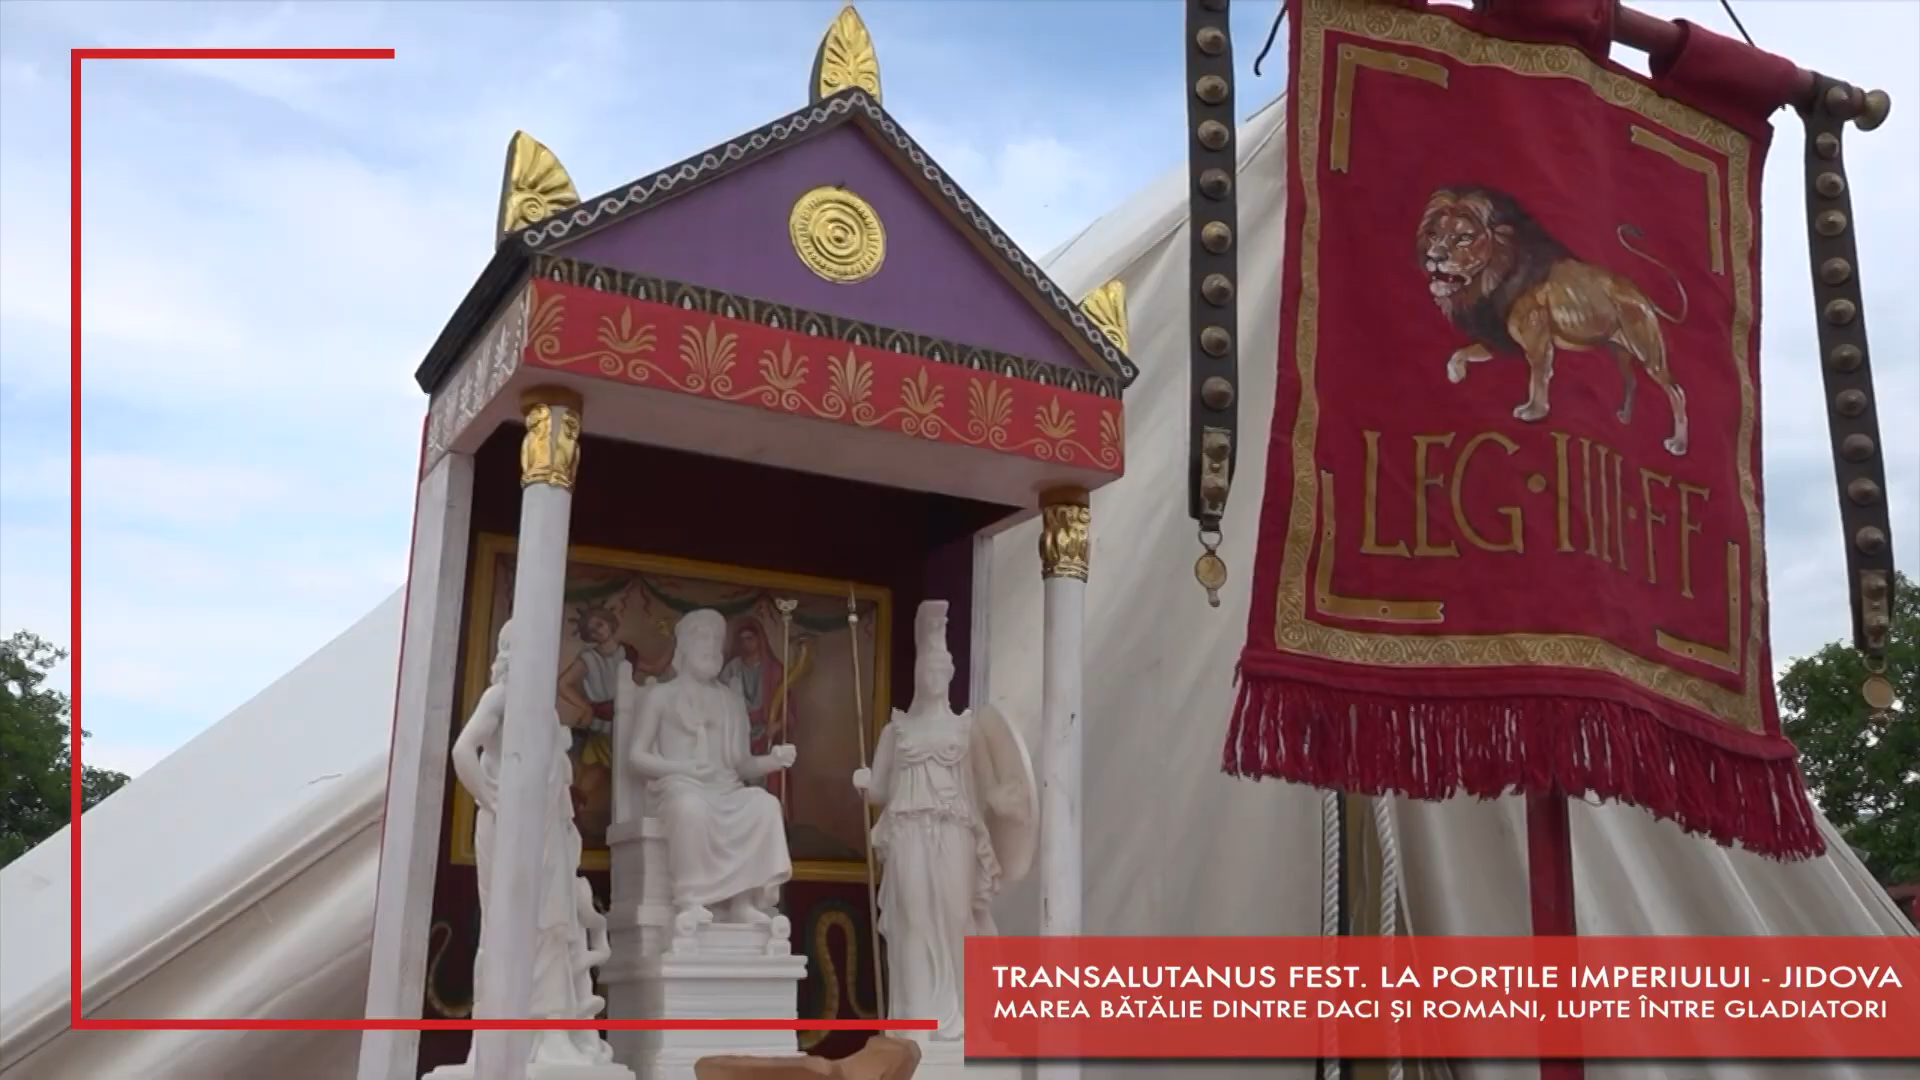 LEG·IIII·FF
TRANSALUTANUS FEST. LA PORȚILE IMPERIULUI - JIDOVA
MAREA BĂTĂLIE DINTRE DACI ȘI ROMANI, LUPTE ÎNTRE GLADIATORI